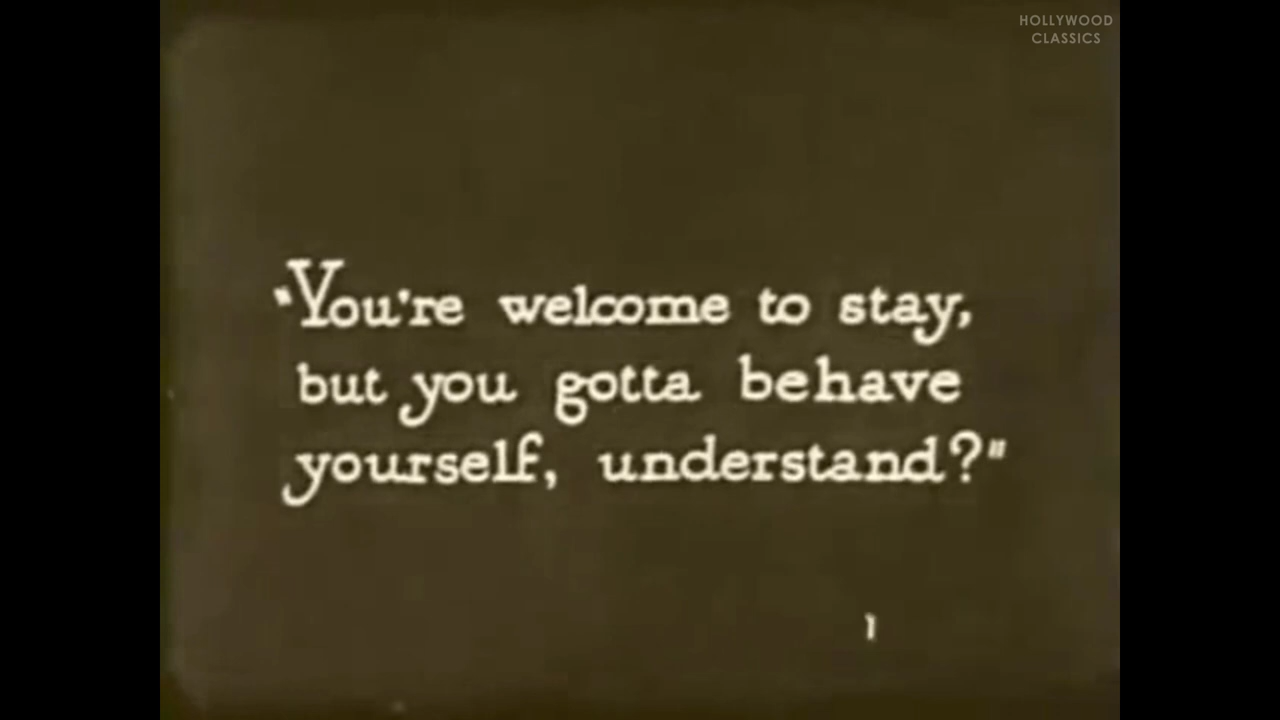 HOLLYWOOD
CLASSICS
"You're welcome to stay,
but you gotta behave
yourself, understand?"
1